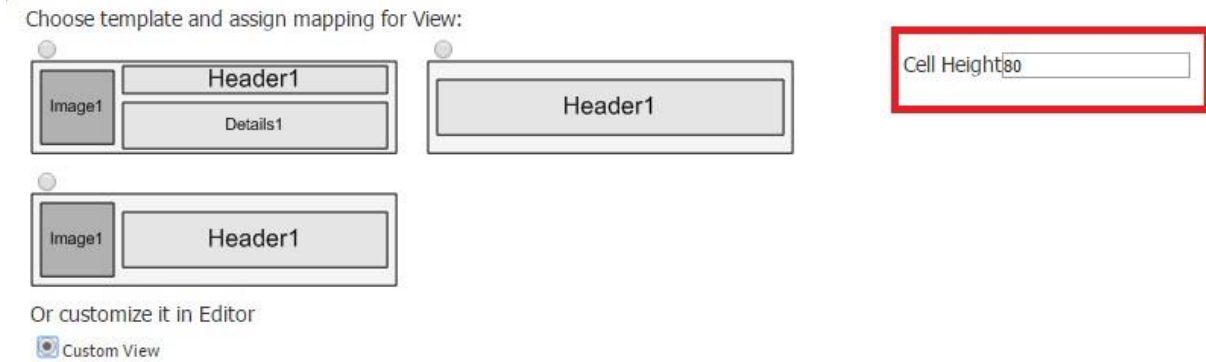 Choose template and assign mapping for View:
Cell Height 80
Header1
Image1
Details1
Header1
Image1
Header1
Or customize it in Editor
Custom View